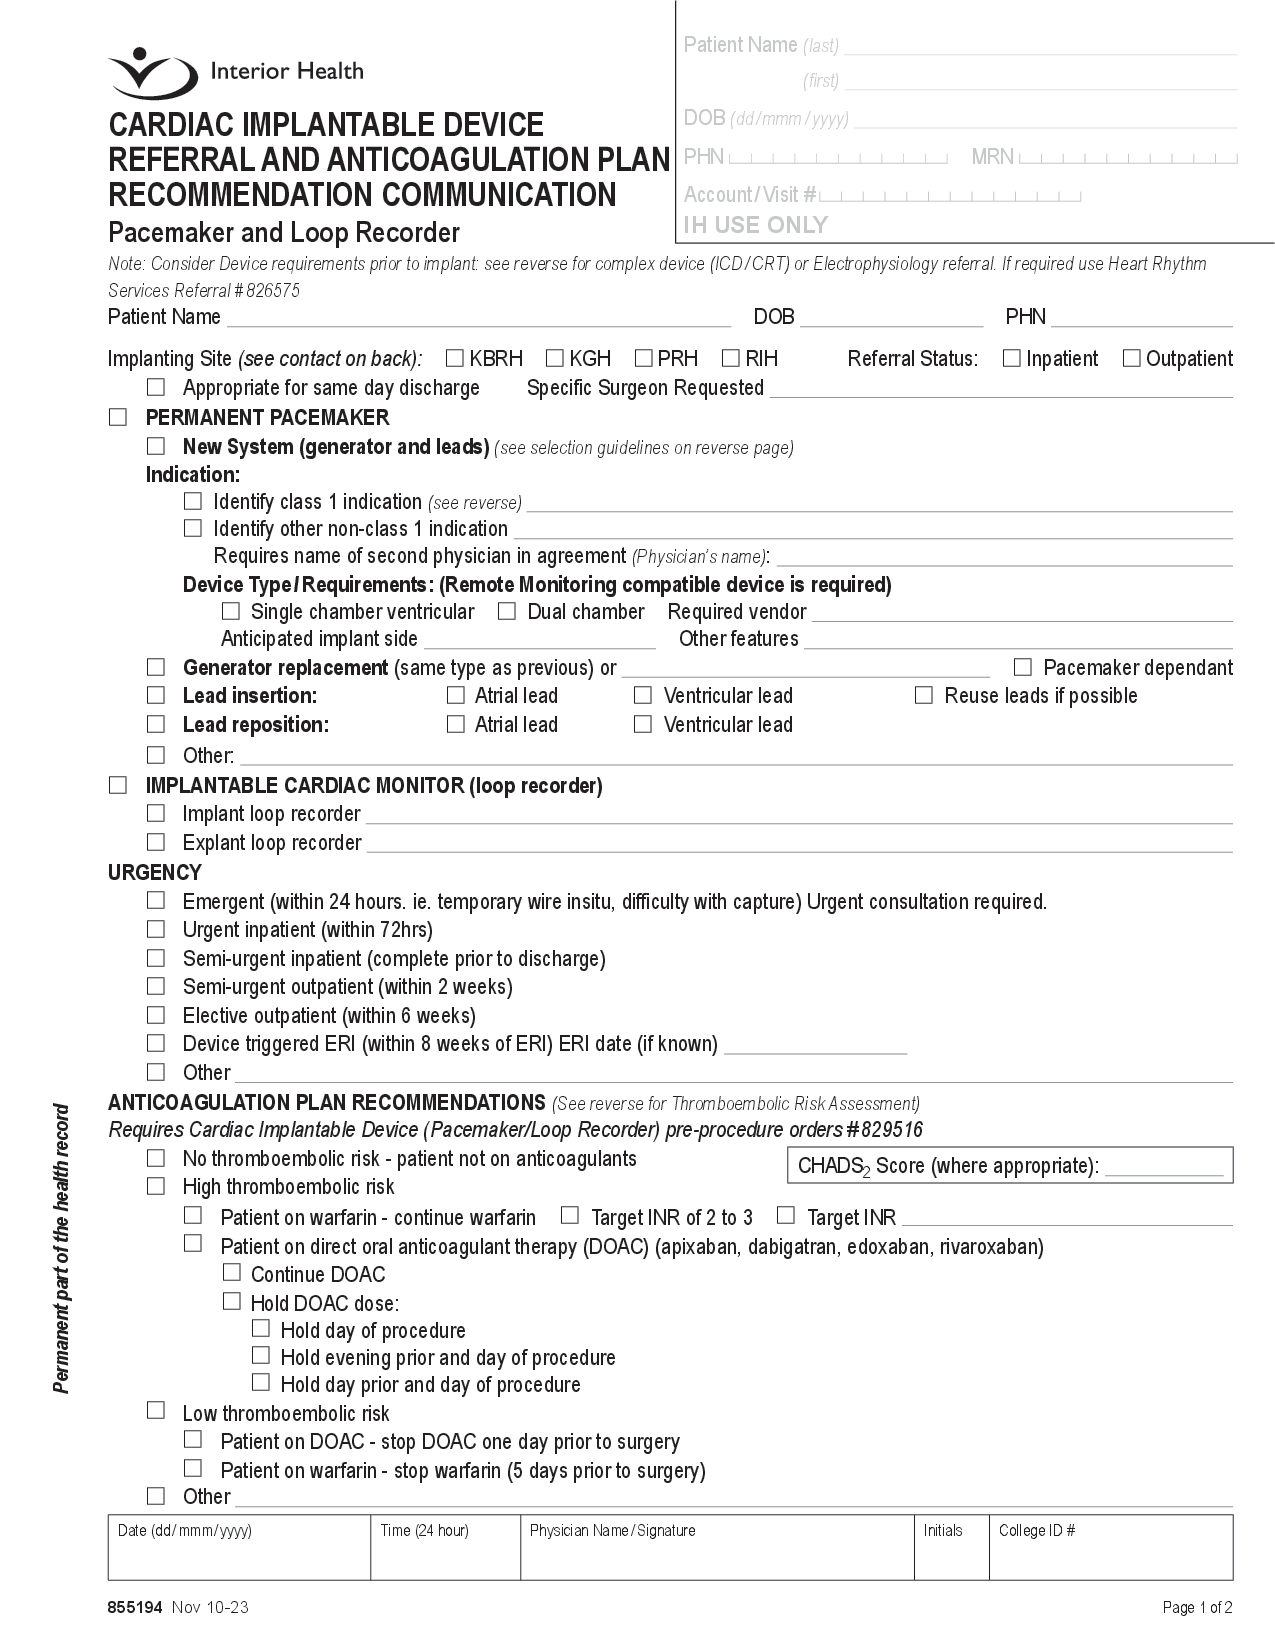 Interior Health
CARDIAC IMPLANTABLE DEVICE
REFERRAL AND ANTICOAGULATION PLAN
RECOMMENDATION COMMUNICATION
Pacemaker and Loop Recorder
Patient Name (last)
(first)
DOB (dd/mmm/yyyy)
PHN MRN
Account/Visit #
IH USE ONLY
Note: Consider Device requirements prior to implant: see reverse for complex device (ICD/CRT) or Electrophysiology referral. If required use Heart Rhythm
Services Referral #826575
Patient Name DOB PHN
Implanting Site (see contact on back): ☐ KBRH ☐ KGH ☐ PRH ☐ RIH Referral Status: ☐ Inpatient ☐ Outpatient
☐ Appropriate for same day discharge Specific Surgeon Requested
☐ PERMANENT PACEMAKER
☐ New System (generator and leads) (see selection guidelines on reverse page)
Indication:
☐ Identify class 1 indication (see reverse)
☐ Identify other non-class 1 indication
Requires name of second physician in agreement (Physician's name):
Device Type/Requirements: (Remote Monitoring compatible device is required)
☐ Single chamber ventricular ☐ Dual chamber Required vendor
Anticipated implant side Other features
☐ Generator replacement (same type as previous) or ☐ Pacemaker dependant
☐ Lead insertion: ☐ Atrial lead ☐ Ventricular lead ☐ Reuse leads if possible
☐ Lead reposition: ☐ Atrial lead ☐ Ventricular lead
☐ Other:
☐ IMPLANTABLE CARDIAC MONITOR (loop recorder)
☐ Implant loop recorder
☐ Explant loop recorder
URGENCY
☐ Emergent (within 24 hours. ie. temporary wire insitu, difficulty with capture) Urgent consultation required.
☐ Urgent inpatient (within 72hrs)
☐ Semi-urgent inpatient (complete prior to discharge)
☐ Semi-urgent outpatient (within 2 weeks)
☐ Elective outpatient (within 6 weeks)
☐ Device triggered ERI (within 8 weeks of ERI) ERI date (if known)
☐ Other
ANTICOAGULATION PLAN RECOMMENDATIONS (See reverse for Thromboembolic Risk Assessment)
Requires Cardiac Implantable Device (Pacemaker/Loop Recorder) pre-procedure orders #829516
☐ No thromboembolic risk - patient not on anticoagulants
CHADS₂ Score (where appropriate):
☐ High thromboembolic risk
☐ Patient on warfarin - continue warfarin ☐ Target INR of 2 to 3 ☐ Target INR
☐ Patient on direct oral anticoagulant therapy (DOAC) (apixaban, dabigatran, edoxaban, rivaroxaban)
☐ Continue DOAC
☐ Hold DOAC dose:
☐ Hold day of procedure
☐ Hold evening prior and day of procedure
☐ Hold day prior and day of procedure
☐ Low thromboembolic risk
☐ Patient on DOAC - stop DOAC one day prior to surgery
☐ Patient on warfarin - stop warfarin (5 days prior to surgery)
☐ Other
Date (dd/mmm/yyyy) Time (24 hour) Physician Name/Signature Initials College ID #
855194 Nov 10-23 Page 1 of 2
Permanent part of the health record